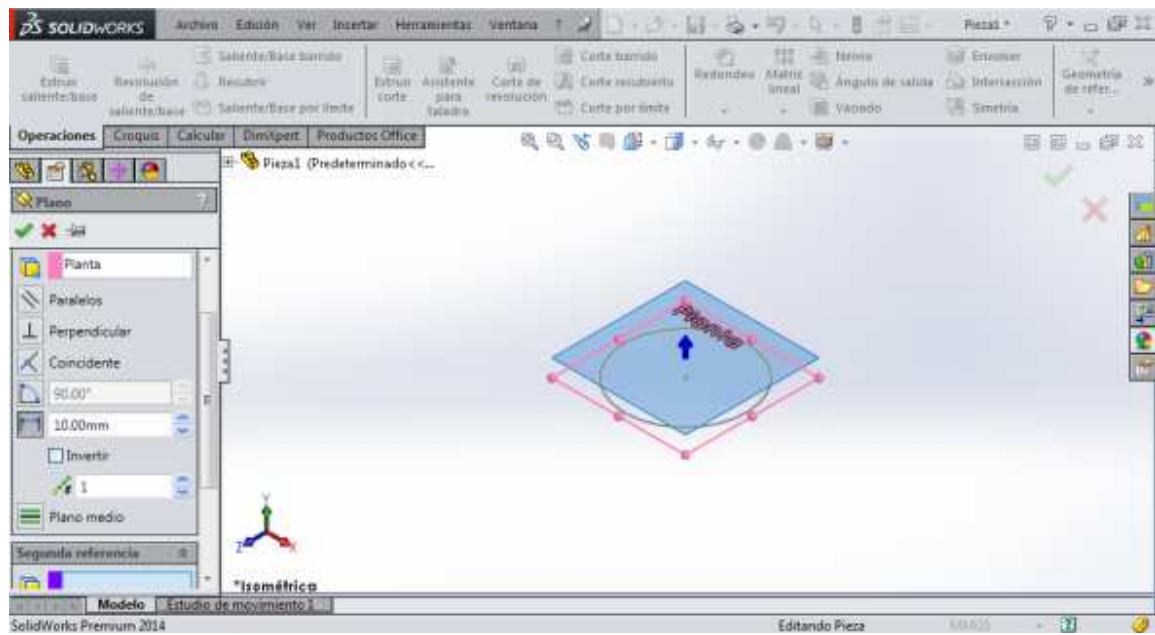 SOLIDWORKS Archivo Edición Ver Insertar Herramientas Ventana ? Pieza1 *
Extruir saliente/base
Revolución de saliente/base
Saliente/Base barrido
Recubrir
Saliente/Base por límite
Extruir corte
Asistente para taladro
Corte de revolución
Corte barrido
Corte recubierto
Corte por límite
Redondeo
Matriz lineal
Nervio
Ángulo de salida
Vaciado
Envolver
Intersección
Simetría
Geometría de refer...
Operaciones Croquis Calcular DimXpert Productos Office
Pieza1 (Predeterminado<<...
Plano ?
Planta
Paralelos
Perpendicular
Coincidente
90.00°
10.00mm
Invertir
1
Plano medio
Segunda referencia
Planta
Y
Z
X
*Isométrica
Modelo Estudio de movimiento 1
SolidWorks Premium 2014 Editando Pieza